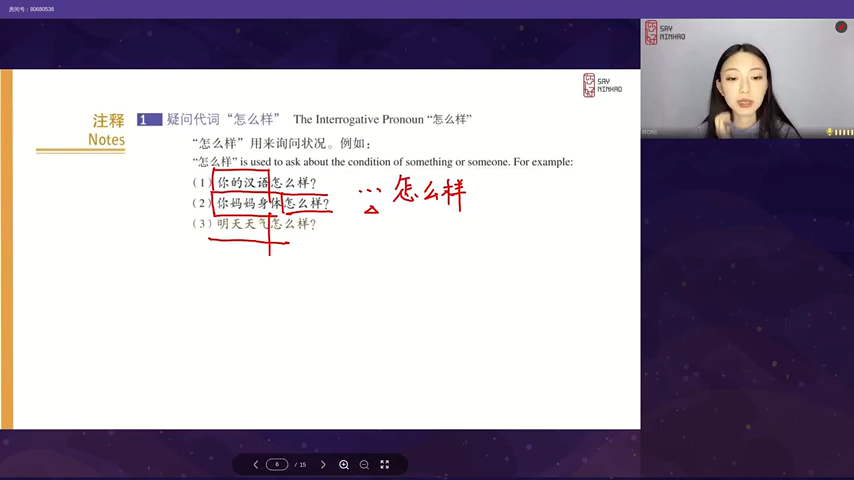 房间号：80680536
SAY
NINHAO
SAY
NINHAO
注释
Notes
1 疑问代词“怎么样” The Interrogative Pronoun “怎么样”
“怎么样”用来询问状况。例如：
“怎么样” is used to ask about the condition of something or someone. For example:
（1）你的汉语怎么样？
（2）你妈妈身体怎么样？
（3）明天天气怎么样？
... 怎么样
6 / 15